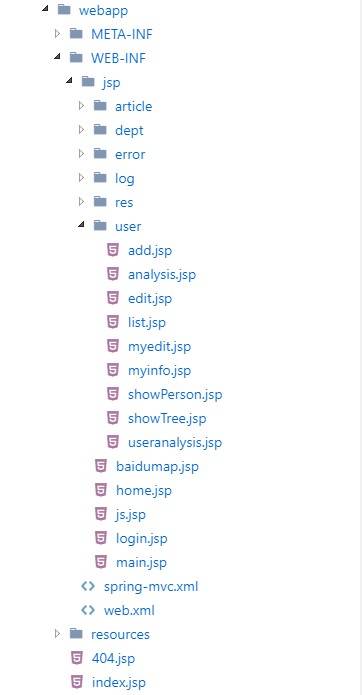 webapp
META-INF
WEB-INF
jsp
article
dept
error
log
res
user
add.jsp
analysis.jsp
edit.jsp
list.jsp
myedit.jsp
myinfo.jsp
showPerson.jsp
showTree.jsp
useranalysis.jsp
baidumap.jsp
home.jsp
js.jsp
login.jsp
main.jsp
spring-mvc.xml
web.xml
resources
404.jsp
index.jsp